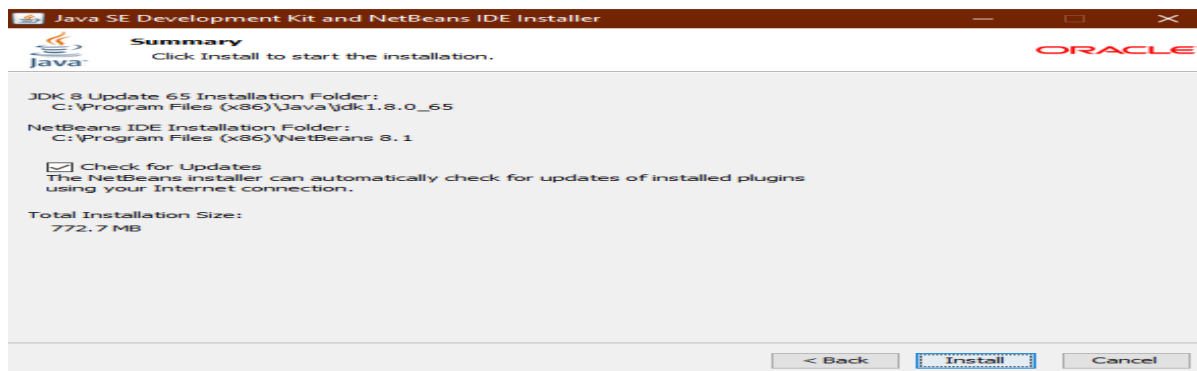 Java SE Development Kit and NetBeans IDE Installer
Java
Summary
Click Install to start the installation.
ORACLE
JDK 8 Update 65 Installation Folder:
C:\Program Files (x86)\Java\jdk1.8.0_65
NetBeans IDE Installation Folder:
C:\Program Files (x86)\NetBeans 8.1
Check for Updates
The NetBeans installer can automatically check for updates of installed plugins
using your Internet connection.
Total Installation Size:
772.7 MB
< Back Install Cancel